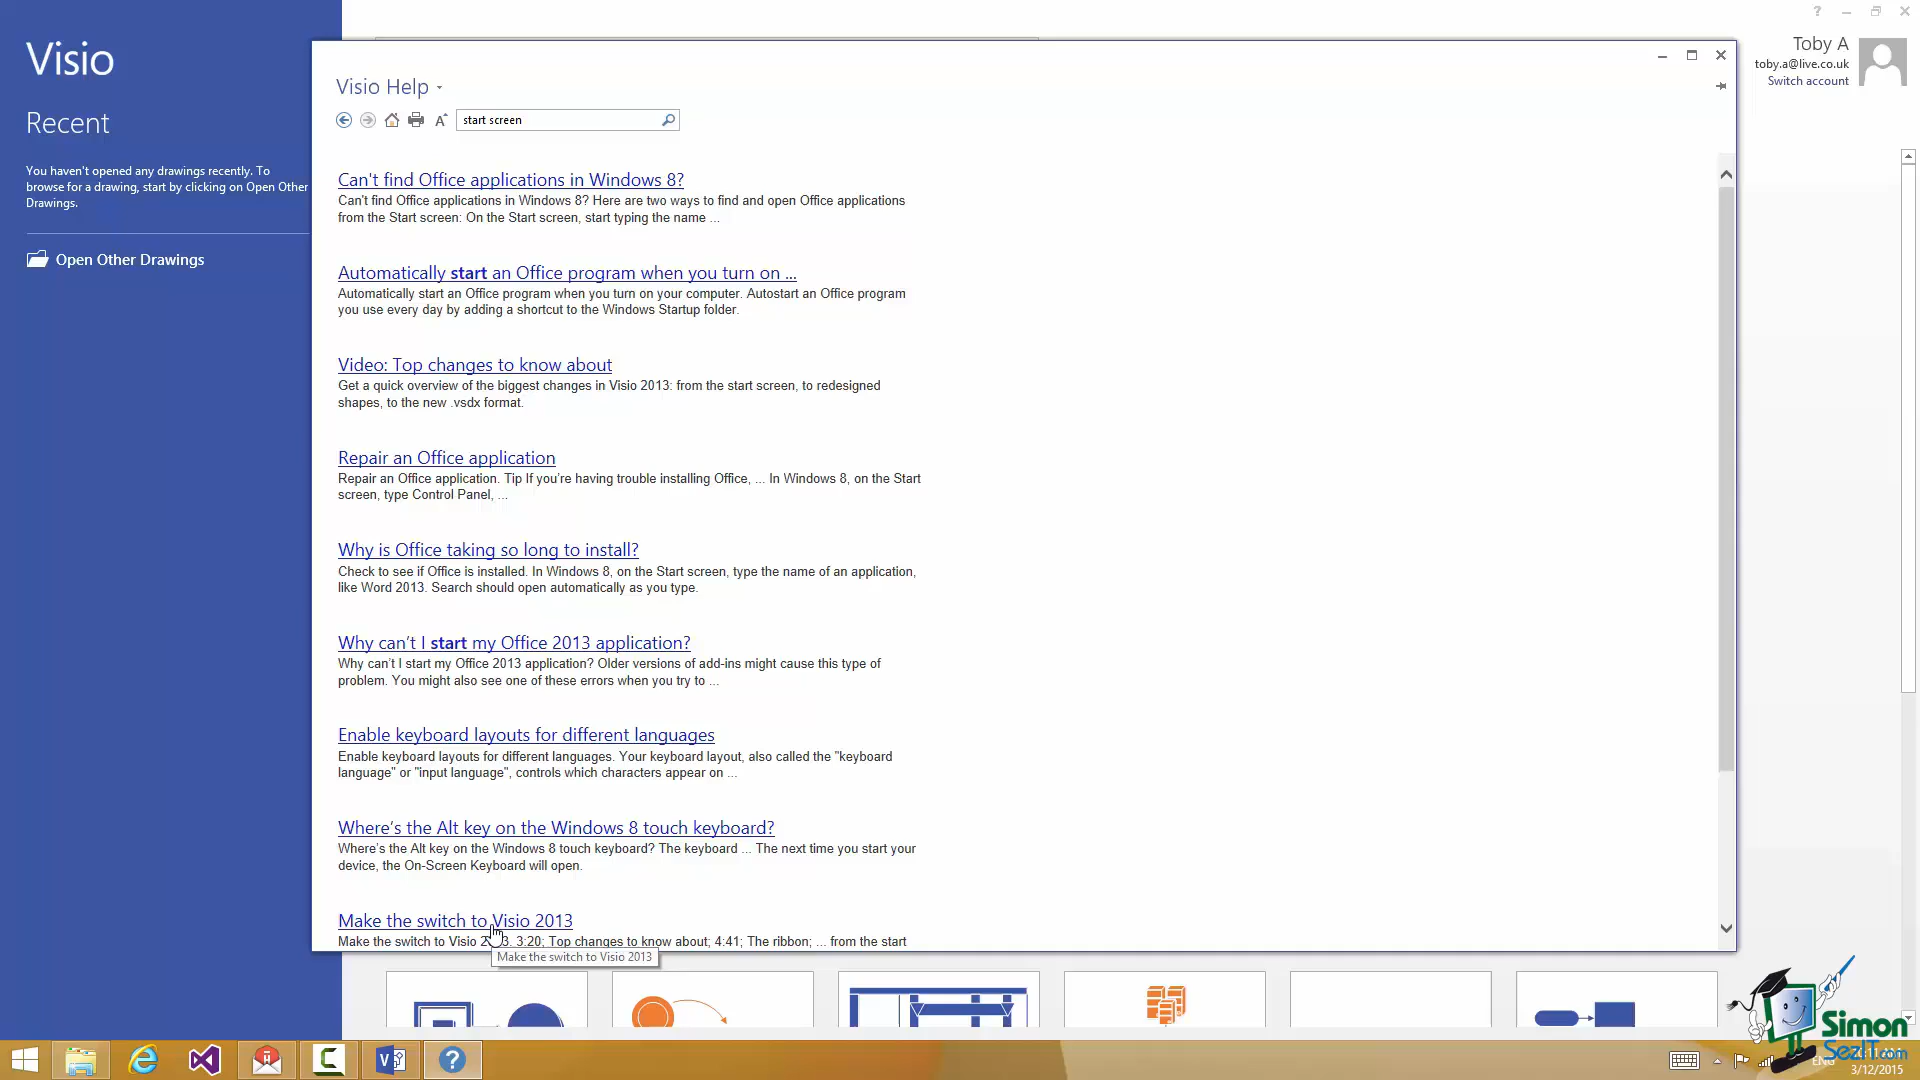 Visio
Recent
You haven't opened any drawings recently. To
browse for a drawing, start by clicking on Open Other
Drawings.
Open Other Drawings
?
Toby A
toby.a@live.co.uk
Switch account
Visio Help
A
start screen
Can't find Office applications in Windows 8?
Can't find Office applications in Windows 8? Here are two ways to find and open Office applications
from the Start screen: On the Start screen, start typing the name ...
Automatically start an Office program when you turn on ...
Automatically start an Office program when you turn on your computer. Autostart an Office program
you use every day by adding a shortcut to the Windows Startup folder.
Video: Top changes to know about
Get a quick overview of the biggest changes in Visio 2013: from the start screen, to redesigned
shapes, to the new .vsdx format.
Repair an Office application
Repair an Office application. Tip If you're having trouble installing Office, ... In Windows 8, on the Start
screen, type Control Panel, ...
Why is Office taking so long to install?
Check to see if Office is installed. In Windows 8, on the Start screen, type the name of an application,
like Word 2013. Search should open automatically as you type.
Why can't I start my Office 2013 application?
Why can't I start my Office 2013 application? Older versions of add-ins might cause this type of
problem. You might also see one of these errors when you try to ...
Enable keyboard layouts for different languages
Enable keyboard layouts for different languages. Your keyboard layout, also called the "keyboard
language" or "input language", controls which characters appear on ...
Where's the Alt key on the Windows 8 touch keyboard?
Where's the Alt key on the Windows 8 touch keyboard? The keyboard ... The next time you start your
device, the On-Screen Keyboard will open.
Make the switch to Visio 2013
Make the switch to Visio 3:20; Top changes to know about; 4:41; The ribbon; ... from the start
Make the switch to Visio 2013
Simon
SezIT.com
ENG
3/12/2015